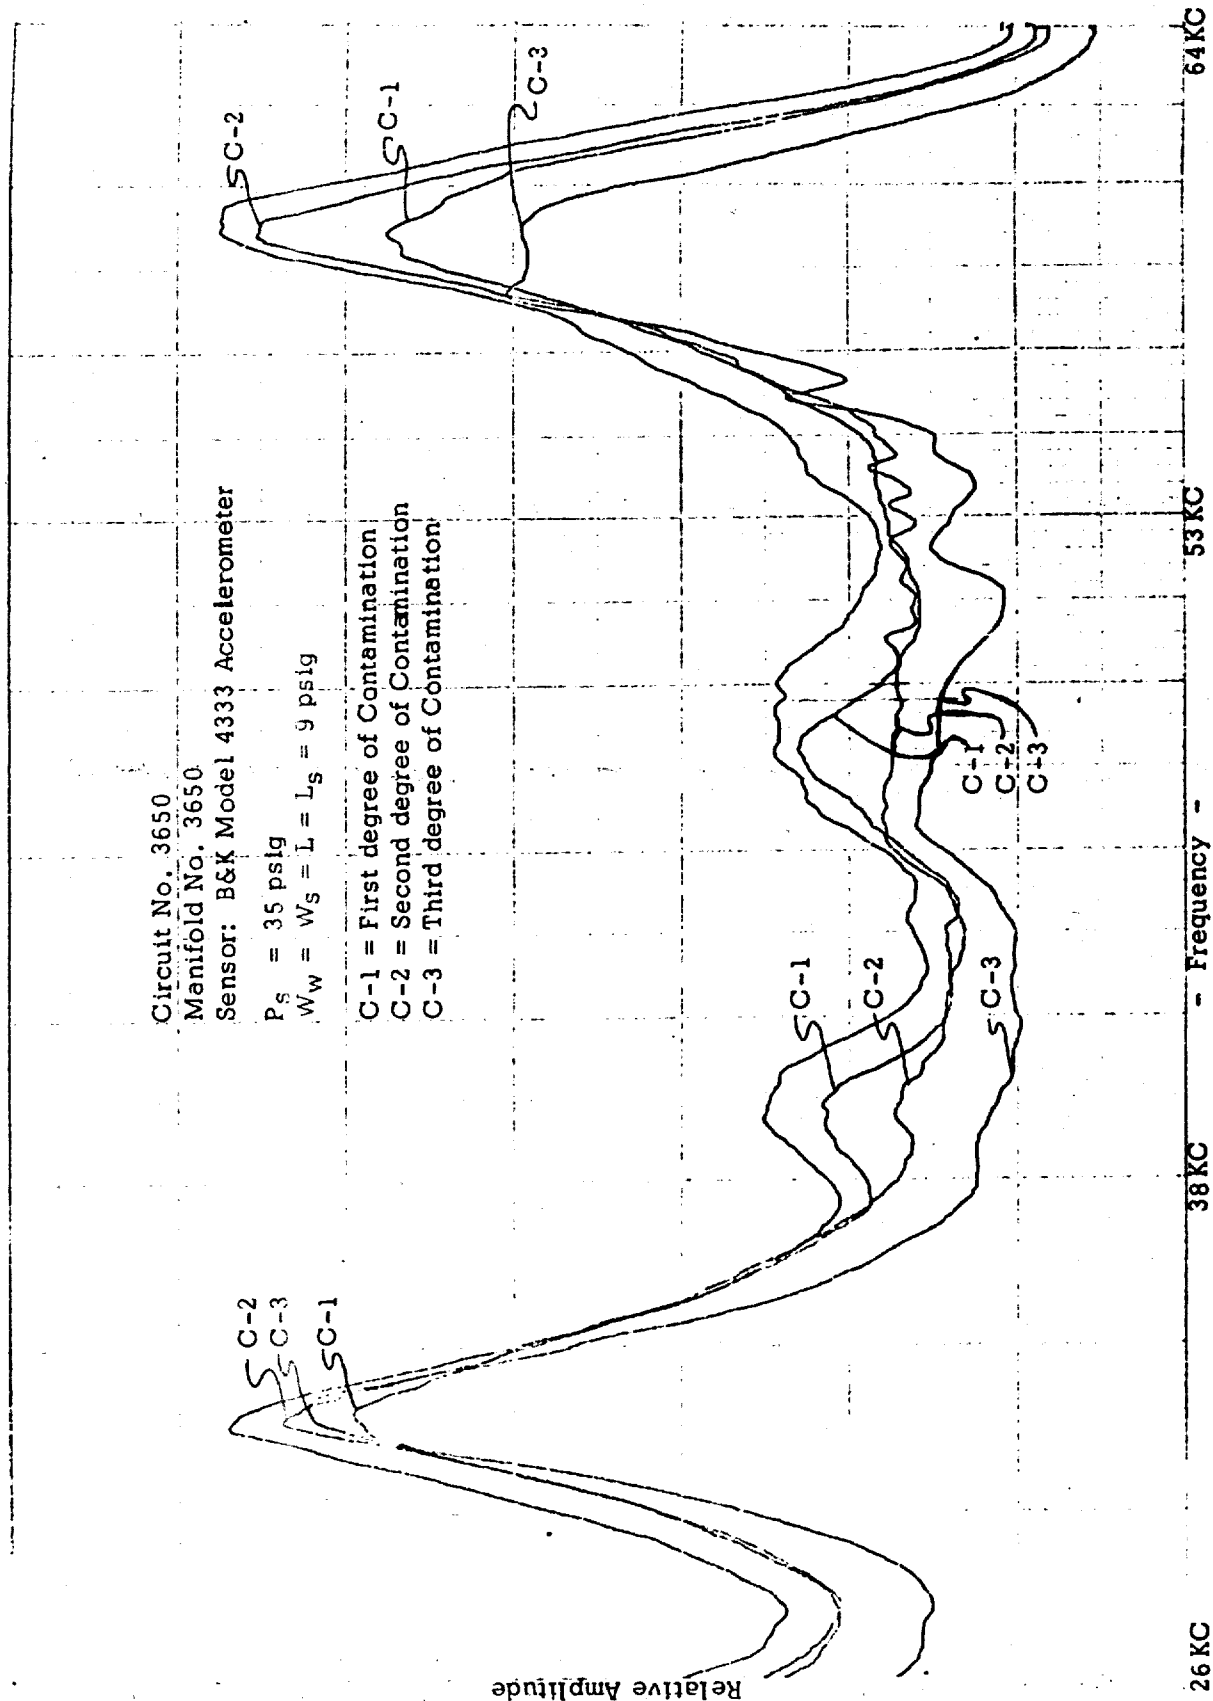 Circuit No. 3650
Manifold No. 3650
Sensor: B&K Model 4333 Accelerometer
Ps = 35 psig
Ww = Ws = L = Ls = 9 psig
C-1 = First degree of Contamination
C-2 = Second degree of Contamination
C-3 = Third degree of Contamination
C-2
C-3
C-1
C-1
C-2
C-3
C-1
C-2
C-3
C-2
C-1
C-3
Relative Amplitude
26 KC
38 KC
- Frequency -
53 KC
64 KC